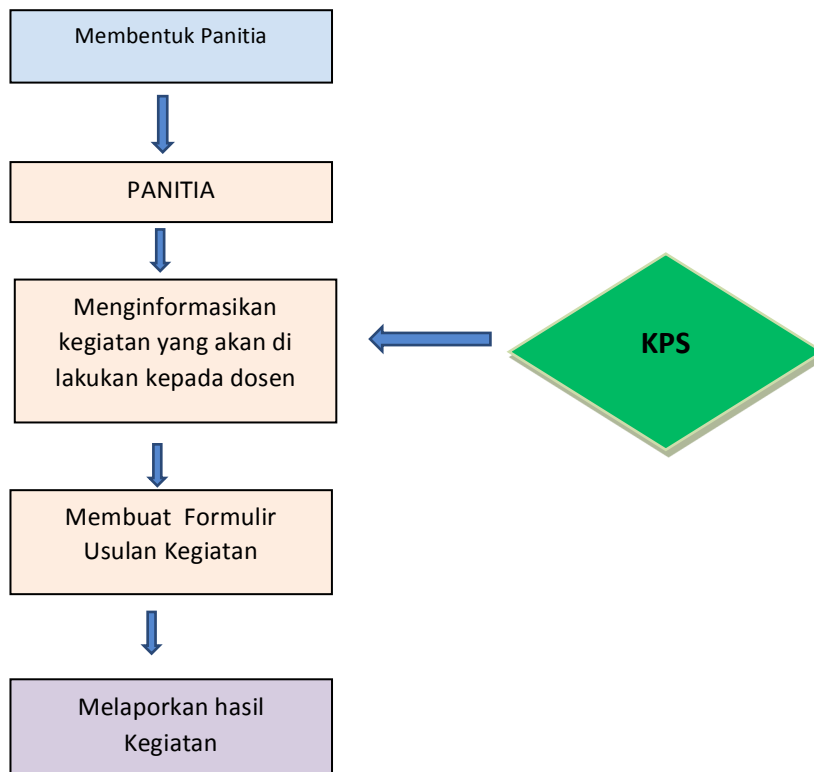 Membentuk Panitia
PANITIA
Menginformasikan
kegiatan yang akan di
lakukan kepada dosen
KPS
Membuat Formulir
Usulan Kegiatan
Melaporkan hasil
Kegiatan